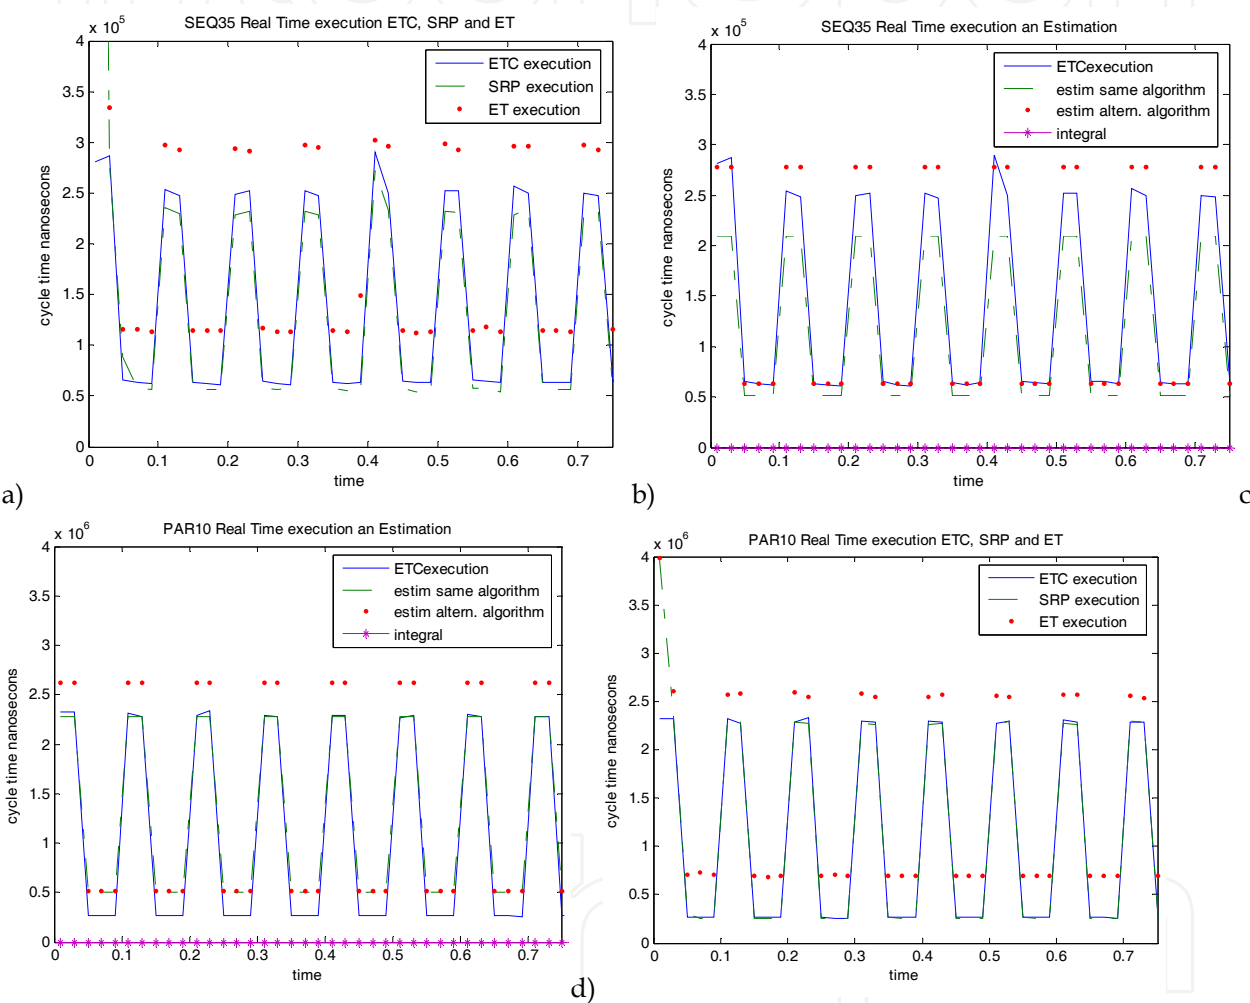 SEQ35 Real Time execution ETC, SRP and ET
x 10^5
4
3.5
3
2.5
2
1.5
1
0.5
0
cycle time nanosecons
ETC execution
SRP execution
ET execution
0 0.1 0.2 0.3 0.4 0.5 0.6 0.7
time
a)
SEQ35 Real Time execution an Estimation
x 10^5
4
3.5
3
2.5
2
1.5
1
0.5
0
cycle time nanosecons
ETCexecution
estim same algorithm
estim altern. algorithm
integral
0 0.1 0.2 0.3 0.4 0.5 0.6 0.7
time
b)
c
PAR10 Real Time execution an Estimation
x 10^6
4
3.5
3
2.5
2
1.5
1
0.5
0
cycle time nanosecons
ETCexecution
estim same algorithm
estim altern. algorithm
integral
0 0.1 0.2 0.3 0.4 0.5 0.6 0.7
time
PAR10 Real Time execution ETC, SRP and ET
x 10^6
4
3.5
3
2.5
2
1.5
1
0.5
0
cycle time nanosecons
ETC execution
SRP execution
ET execution
0 0.1 0.2 0.3 0.4 0.5 0.6 0.7
time
d)